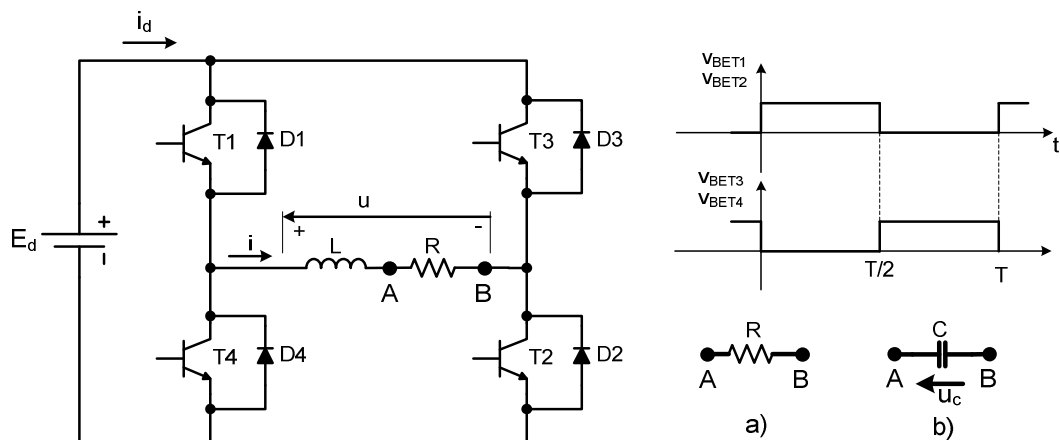 i_d
T1
D1
T3
D3
u
+
-
E_d
+
-
i
L
R
A
B
T4
D4
T2
D2
v_BET1
v_BET2
t
v_BET3
v_BET4
T/2
T
R
A
B
a)
C
A
B
u_c
b)